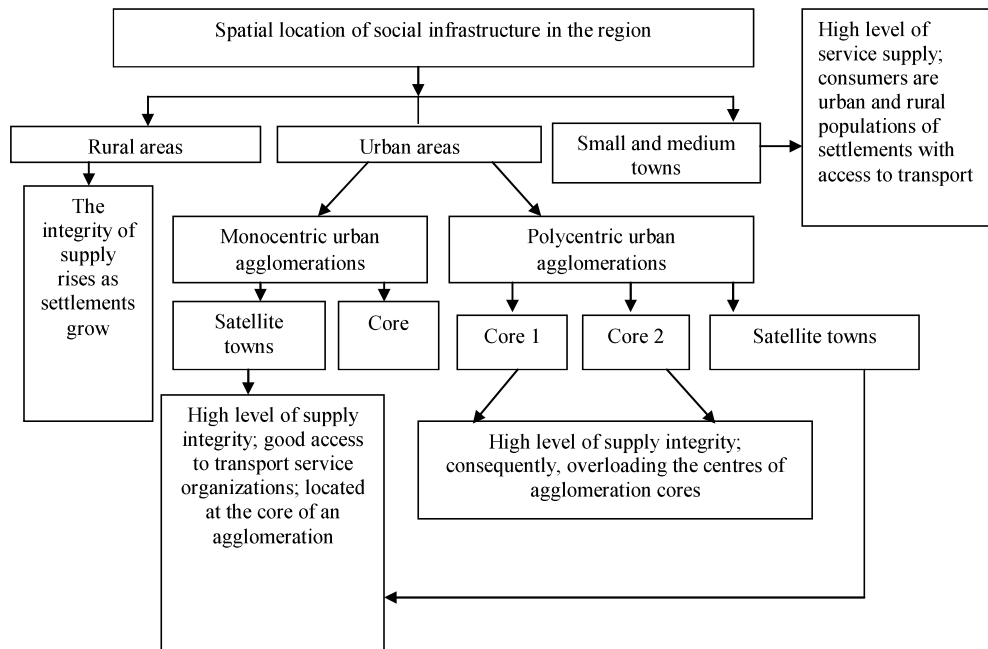 Spatial location of social infrastructure in the region
High level of
service supply;
consumers are
urban and rural
populations of
settlements with
access to transport
Rural areas
Urban areas
Small and medium
towns
The
integrity of
supply
rises as
settlements
grow
Monocentric urban
agglomerations
Polycentric urban
agglomerations
Satellite
towns
Core
Core 1
Core 2
Satellite towns
High level of supply
integrity; good access
to transport service
organizations; located
at the core of an
agglomeration
High level of supply integrity;
consequently, overloading the centres of
agglomeration cores